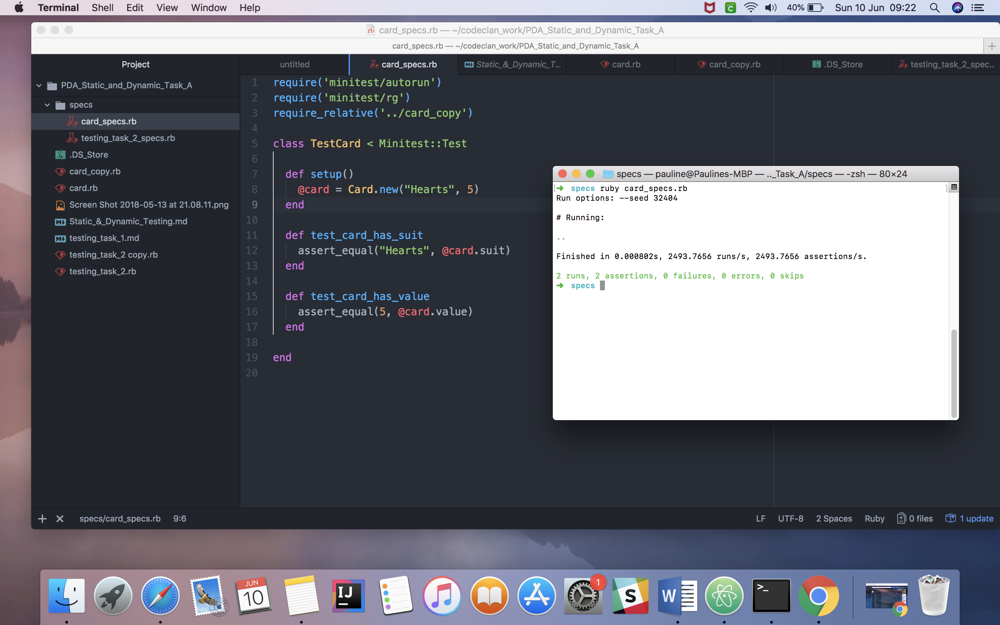 Terminal Shell Edit View Window Help 40% Sun 10 Jun 09:22
card_specs.rb — ~/codeclan_work/PDA_Static_and_Dynamic_Task_A
card_specs.rb — ~/codeclan_work/PDA_Static_and_Dynamic_Task_A
Project
PDA_Static_and_Dynamic_Task_A
specs
card_specs.rb
testing_task_2_specs.rb
.DS_Store
card_copy.rb
card.rb
Screen Shot 2018-05-13 at 21.08.11.png
Static_&_Dynamic_Testing.md
testing_task_1.md
testing_task_2 copy.rb
testing_task_2.rb
untitled card_specs.rb Static_&_Dynamic_T... card.rb card_copy.rb .DS_Store testing_task_2_spec...
1 require('minitest/autorun')
2 require('minitest/rg')
3 require_relative('../card_copy')
4
5 class TestCard < Minitest::Test
6
7 def setup()
8 @card = Card.new("Hearts", 5)
9 end
10
11 def test_card_has_suit
12 assert_equal("Hearts", @card.suit)
13 end
14
15 def test_card_has_value
16 assert_equal(5, @card.value)
17 end
18
19 end
20
specs — pauline@Paulines-MBP — .._Task_A/specs — -zsh — 80×24
[➜ specs ruby card_specs.rb ]
Run options: --seed 32404
# Running:
..
Finished in 0.000802s, 2493.7656 runs/s, 2493.7656 assertions/s.
2 runs, 2 assertions, 0 failures, 0 errors, 0 skips
➜ specs
specs/card_specs.rb 9:6 LF UTF-8 2 Spaces Ruby 0 files 1 update
JUN
10
IJ
1
S
W
>_